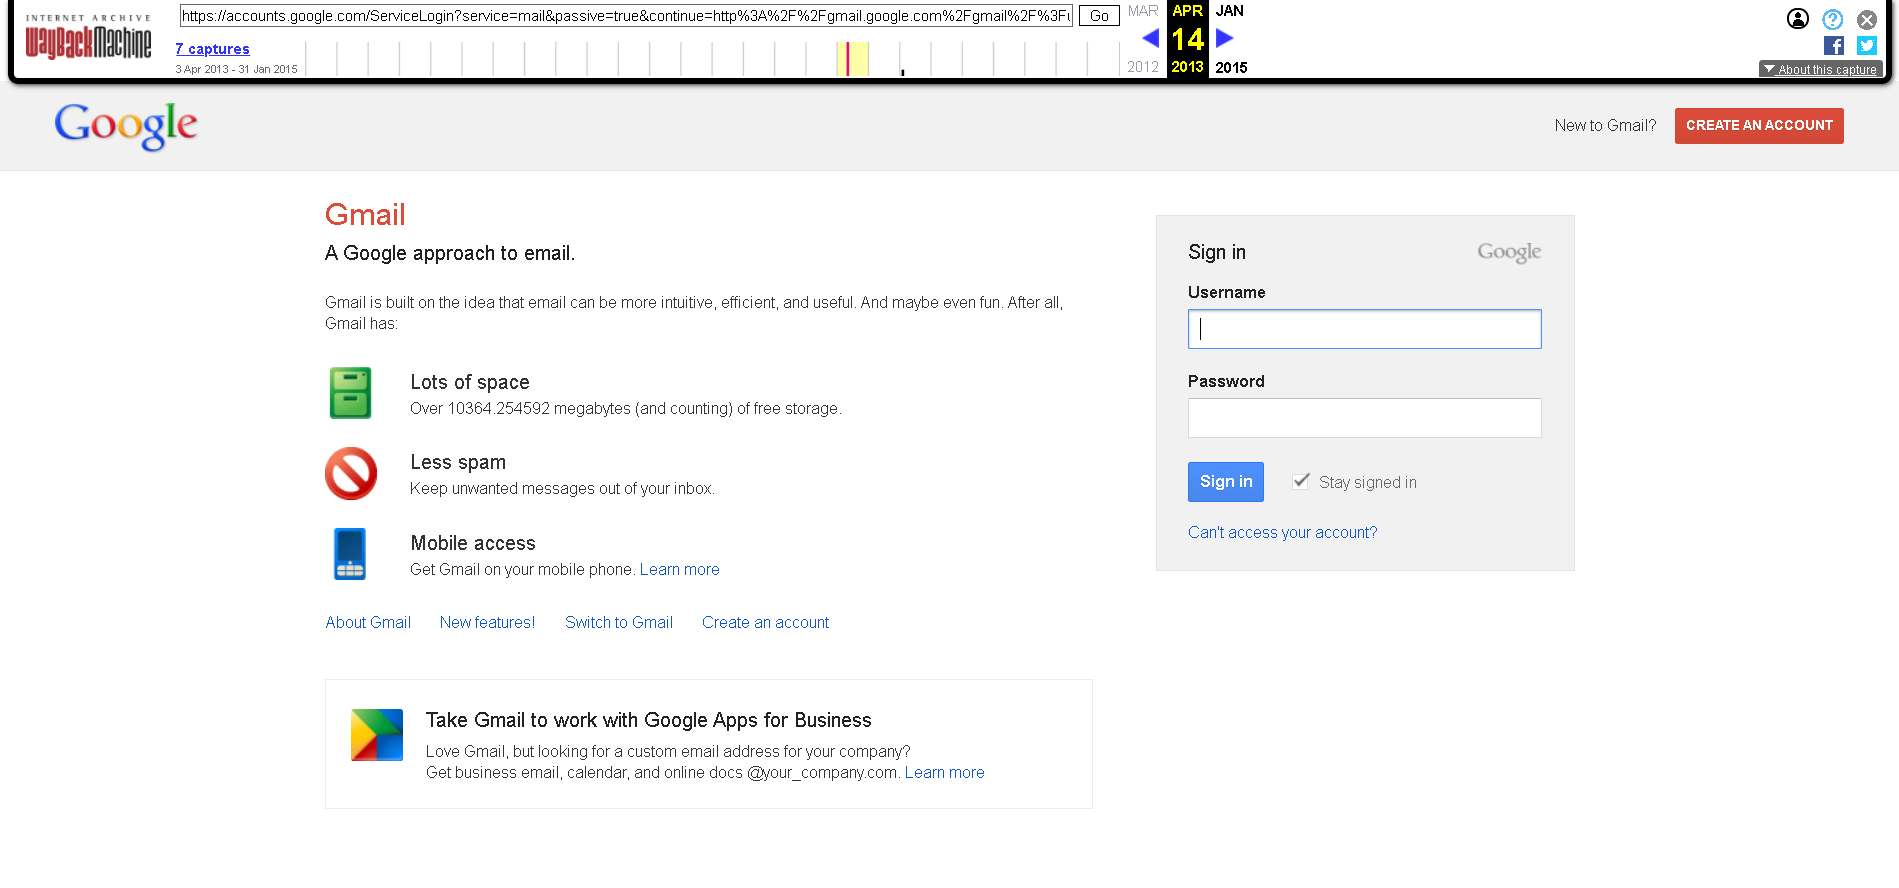 INTERNET ARCHIVE
WayBackMachine
https://accounts.google.com/ServiceLogin?service=mail&passive=true&continue=http%3A%2F%2Fgmail.google.com%2Fgmail%2F%3Fu
Go
MAR
APR
JAN
7 captures
14
3 Apr 2013 - 31 Jan 2015
2012
2013
2015
About this capture
Google
New to Gmail?
CREATE AN ACCOUNT
Gmail
A Google approach to email.
Gmail is built on the idea that email can be more intuitive, efficient, and useful. And maybe even fun. After all,
Gmail has:
Lots of space
Over 10364.254592 megabytes (and counting) of free storage.
Less spam
Keep unwanted messages out of your inbox.
Mobile access
Get Gmail on your mobile phone. Learn more
About Gmail
New features!
Switch to Gmail
Create an account
Take Gmail to work with Google Apps for Business
Love Gmail, but looking for a custom email address for your company?
Get business email, calendar, and online docs @your_company.com. Learn more
Sign in
Google
Username
Password
Sign in
Stay signed in
Can't access your account?